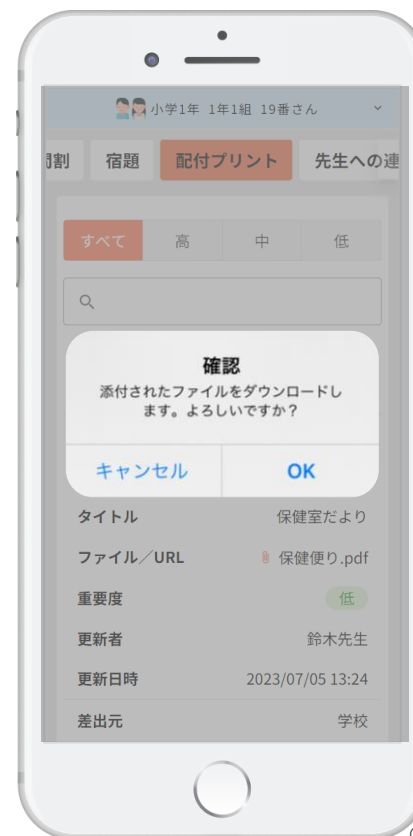 小学1年 1年1組 19番さん
間割 宿題 配付プリント 先生への連
すべて 高 中 低
確認
添付されたファイルをダウンロードし
ます。よろしいですか？
キャンセル OK
タイトル 保健室だより
ファイル／URL 保健便り.pdf
重要度 低
更新者 鈴木先生
更新日時 2023/07/05 13:24
差出元 学校